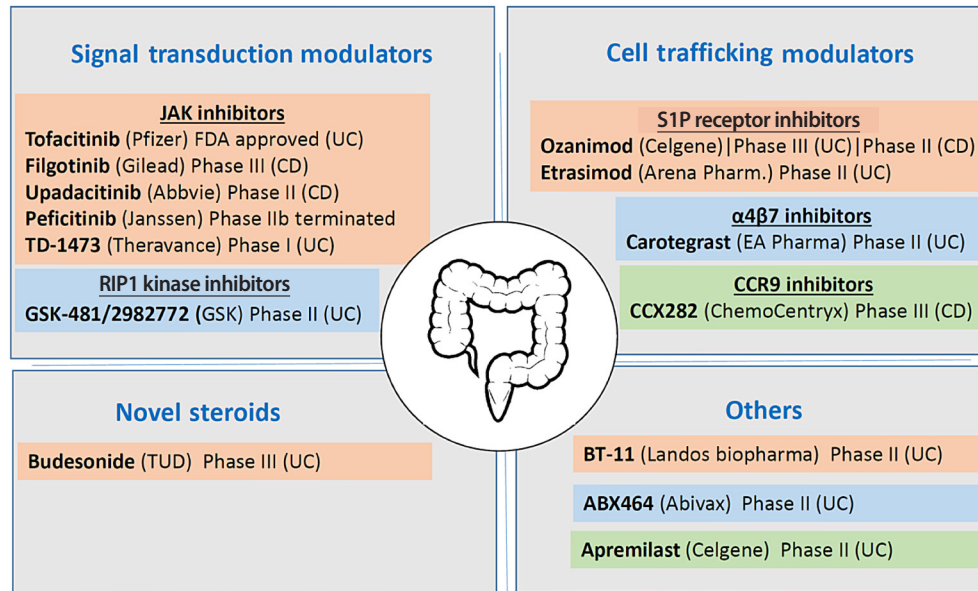 Signal transduction modulators
JAK inhibitors
Tofacitinib (Pfizer) FDA approved (UC)
Filgotinib (Gilead) Phase III (CD)
Upadacitinib (Abbvie) Phase II (CD)
Peficitinib (Janssen) Phase IIb terminated
TD-1473 (Theravance) Phase I (UC)
RIP1 kinase inhibitors
GSK-481/2982772 (GSK) Phase II (UC)
Cell trafficking modulators
S1P receptor inhibitors
Ozanimod (Celgene)|Phase III (UC)|Phase II (CD)
Etrasimod (Arena Pharm.) Phase II (UC)
α4β7 inhibitors
Carotegrast (EA Pharma) Phase II (UC)
CCR9 inhibitors
CCX282 (ChemoCentryx) Phase III (CD)
Novel steroids
Budesonide (TUD) Phase III (UC)
Others
BT-11 (Landos biopharma) Phase II (UC)
ABX464 (Abivax) Phase II (UC)
Apremilast (Celgene) Phase II (UC)